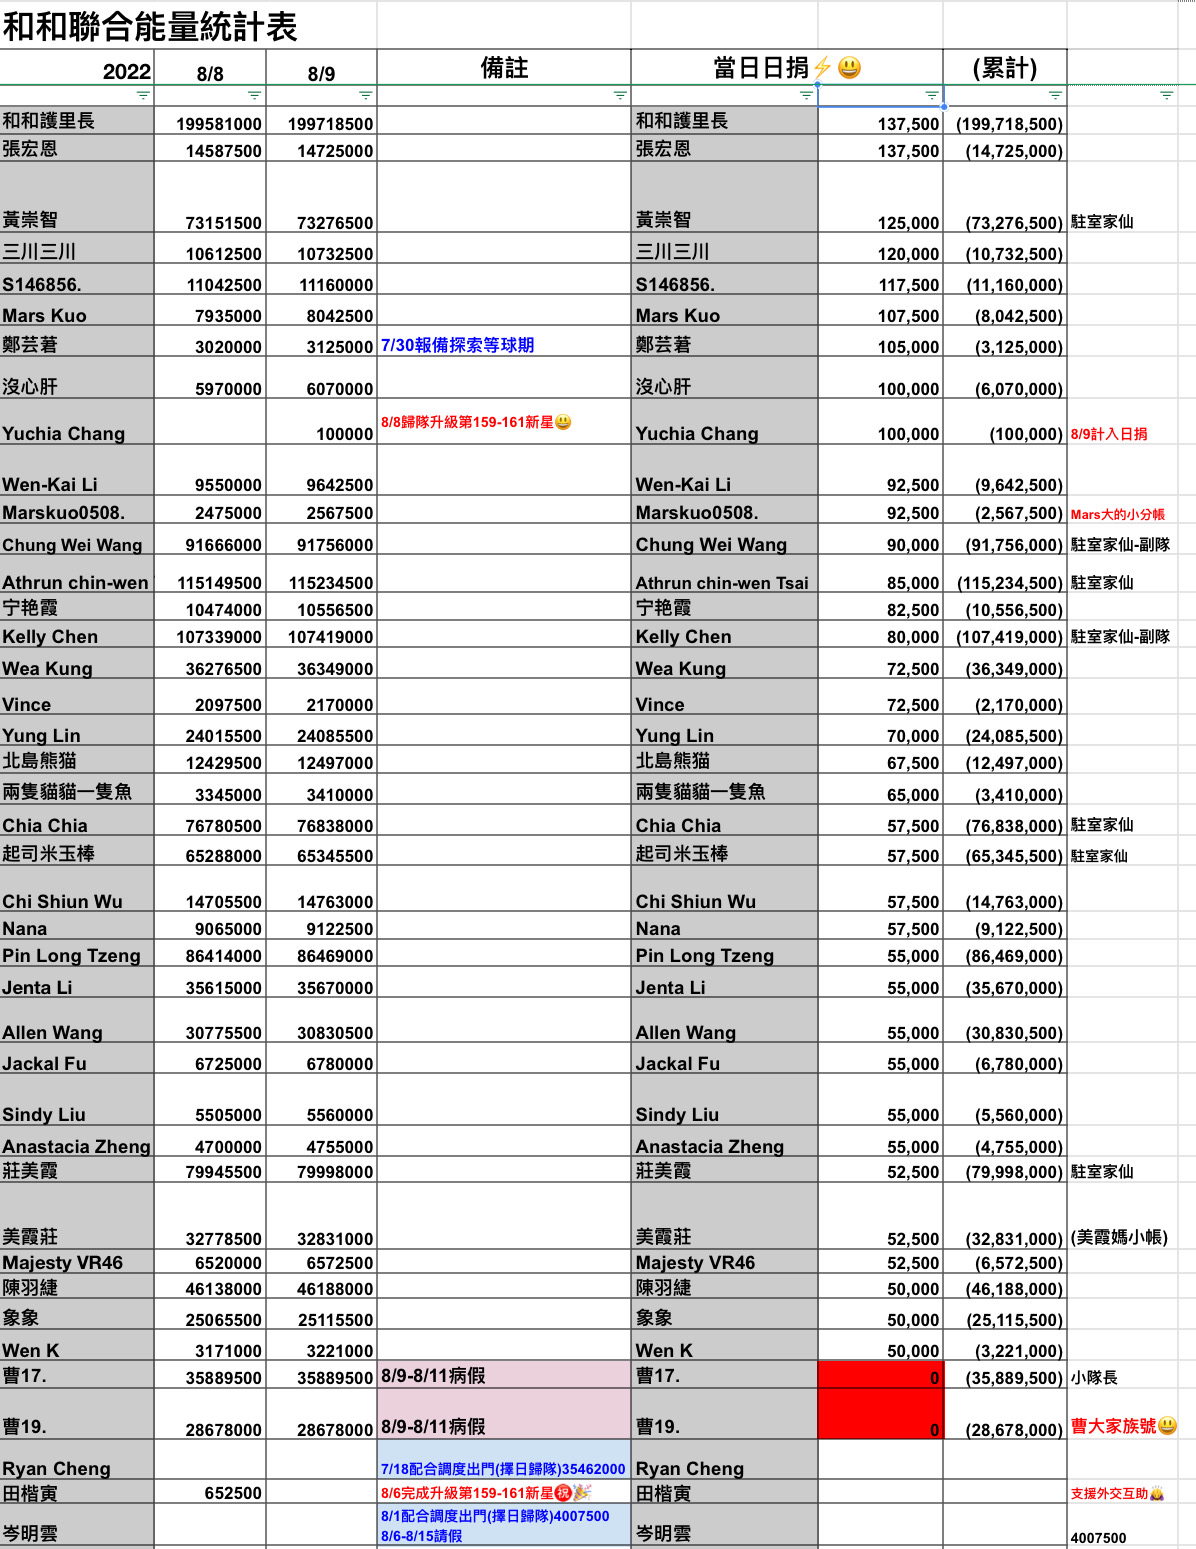 和和聯合能量統計表
2022 8/8 8/9 備註 當日日捐⚡😃 (累計)
和和護里長 199581000 199718500 和和護里長 137,500 (199,718,500)
張宏恩 14587500 14725000 張宏恩 137,500 (14,725,000)
黃崇智 73151500 73276500 黃崇智 125,000 (73,276,500) 駐室家仙
三川三川 10612500 10732500 三川三川 120,000 (10,732,500)
S146856. 11042500 11160000 S146856. 117,500 (11,160,000)
Mars Kuo 7935000 8042500 Mars Kuo 107,500 (8,042,500)
鄭芸莙 3020000 3125000 7/30報備探索等球期 鄭芸莙 105,000 (3,125,000)
沒心肝 5970000 6070000 沒心肝 100,000 (6,070,000)
Yuchia Chang 100000 8/8歸隊升級第159-161新星😃 Yuchia Chang 100,000 (100,000) 8/9計入日捐
Wen-Kai Li 9550000 9642500 Wen-Kai Li 92,500 (9,642,500)
Marskuo0508. 2475000 2567500 Marskuo0508. 92,500 (2,567,500) Mars大的小分帳
Chung Wei Wang 91666000 91756000 Chung Wei Wang 90,000 (91,756,000) 駐室家仙-副隊
Athrun chin-wen 115149500 115234500 Athrun chin-wen Tsai 85,000 (115,234,500) 駐室家仙
宁艳霞 10474000 10556500 宁艳霞 82,500 (10,556,500)
Kelly Chen 107339000 107419000 Kelly Chen 80,000 (107,419,000) 駐室家仙-副隊
Wea Kung 36276500 36349000 Wea Kung 72,500 (36,349,000)
Vince 2097500 2170000 Vince 72,500 (2,170,000)
Yung Lin 24015500 24085500 Yung Lin 70,000 (24,085,500)
北島熊猫 12429500 12497000 北島熊猫 67,500 (12,497,000)
兩隻貓貓一隻魚 3345000 3410000 兩隻貓貓一隻魚 65,000 (3,410,000)
Chia Chia 76780500 76838000 Chia Chia 57,500 (76,838,000) 駐室家仙
起司米玉棒 65288000 65345500 起司米玉棒 57,500 (65,345,500) 駐室家仙
Chi Shiun Wu 14705500 14763000 Chi Shiun Wu 57,500 (14,763,000)
Nana 9065000 9122500 Nana 57,500 (9,122,500)
Pin Long Tzeng 86414000 86469000 Pin Long Tzeng 55,000 (86,469,000)
Jenta Li 35615000 35670000 Jenta Li 55,000 (35,670,000)
Allen Wang 30775500 30830500 Allen Wang 55,000 (30,830,500)
Jackal Fu 6725000 6780000 Jackal Fu 55,000 (6,780,000)
Sindy Liu 5505000 5560000 Sindy Liu 55,000 (5,560,000)
Anastacia Zheng 4700000 4755000 Anastacia Zheng 55,000 (4,755,000)
莊美霞 79945500 79998000 莊美霞 52,500 (79,998,000) 駐室家仙
美霞莊 32778500 32831000 美霞莊 52,500 (32,831,000) (美霞媽小帳)
Majesty VR46 6520000 6572500 Majesty VR46 52,500 (6,572,500)
陳羽緁 46138000 46188000 陳羽緁 50,000 (46,188,000)
象象 25065500 25115500 象象 50,000 (25,115,500)
Wen K 3171000 3221000 Wen K 50,000 (3,221,000)
曹17. 35889500 35889500 8/9-8/11病假 曹17. 0 (35,889,500) 小隊長
曹19. 28678000 28678000 8/9-8/11病假 曹19. 0 (28,678,000) 曹大家族號😃
Ryan Cheng 7/18配合調度出門(擇日歸隊)35462000 Ryan Cheng
田楷寅 652500 8/6完成升級第159-161新星㊗️🎉 田楷寅 支援外交互助🙇
岑明雲 8/1配合調度出門(擇日歸隊)4007500 岑明雲 4007500
8/6-8/15請假